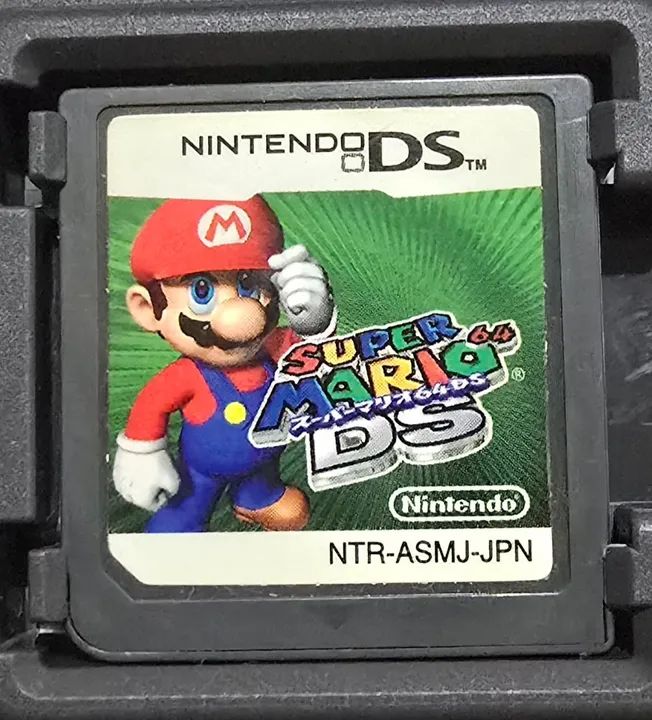 NINTENDO DS™
M
SUPER
MARIO 64®
スーパーマリオ64DS
DS
Nintendo®
NTR-ASMJ-JPN